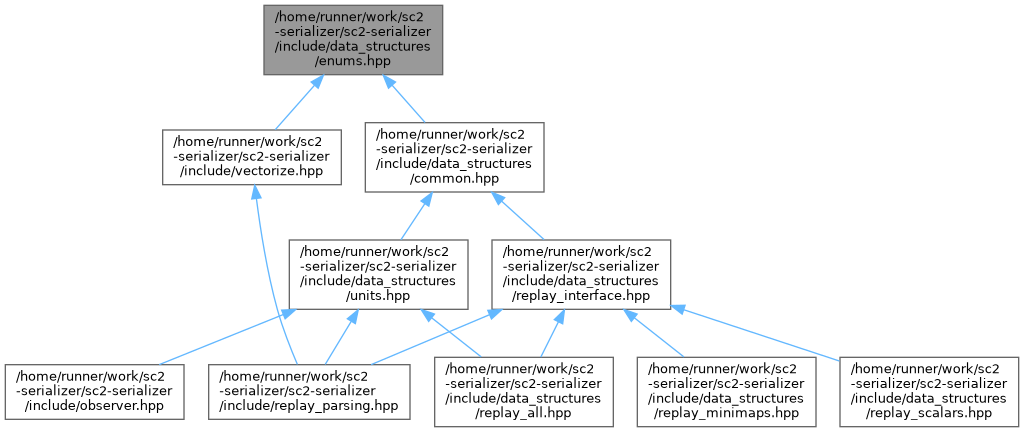 /home/runner/work/sc2
-serializer/sc2-serializer
/include/data_structures
/enums.hpp
/home/runner/work/sc2
-serializer/sc2-serializer
/include/vectorize.hpp
/home/runner/work/sc2
-serializer/sc2-serializer
/include/data_structures
/common.hpp
/home/runner/work/sc2
-serializer/sc2-serializer
/include/data_structures
/units.hpp
/home/runner/work/sc2
-serializer/sc2-serializer
/include/data_structures
/replay_interface.hpp
/home/runner/work/sc2
-serializer/sc2-serializer
/include/observer.hpp
/home/runner/work/sc2
-serializer/sc2-serializer
/include/replay_parsing.hpp
/home/runner/work/sc2
-serializer/sc2-serializer
/include/data_structures
/replay_all.hpp
/home/runner/work/sc2
-serializer/sc2-serializer
/include/data_structures
/replay_minimaps.hpp
/home/runner/work/sc2
-serializer/sc2-serializer
/include/data_structures
/replay_scalars.hpp